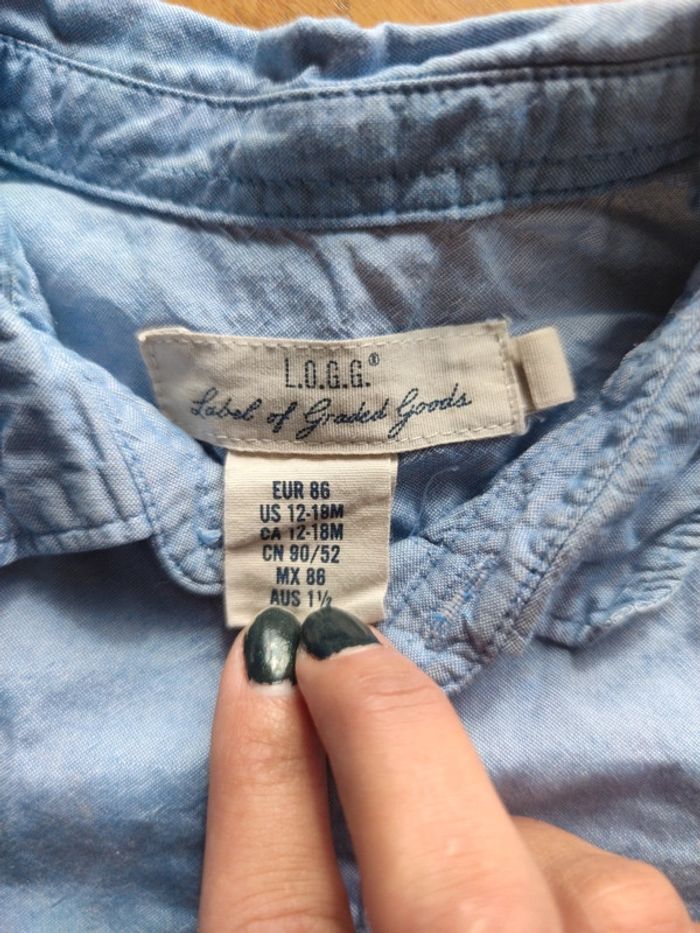 L.O.G.G.®
Label of Graded Goods
EUR 86
US 12-18M
CA 12-18M
CN 90/52
MX 86
AUS 1½